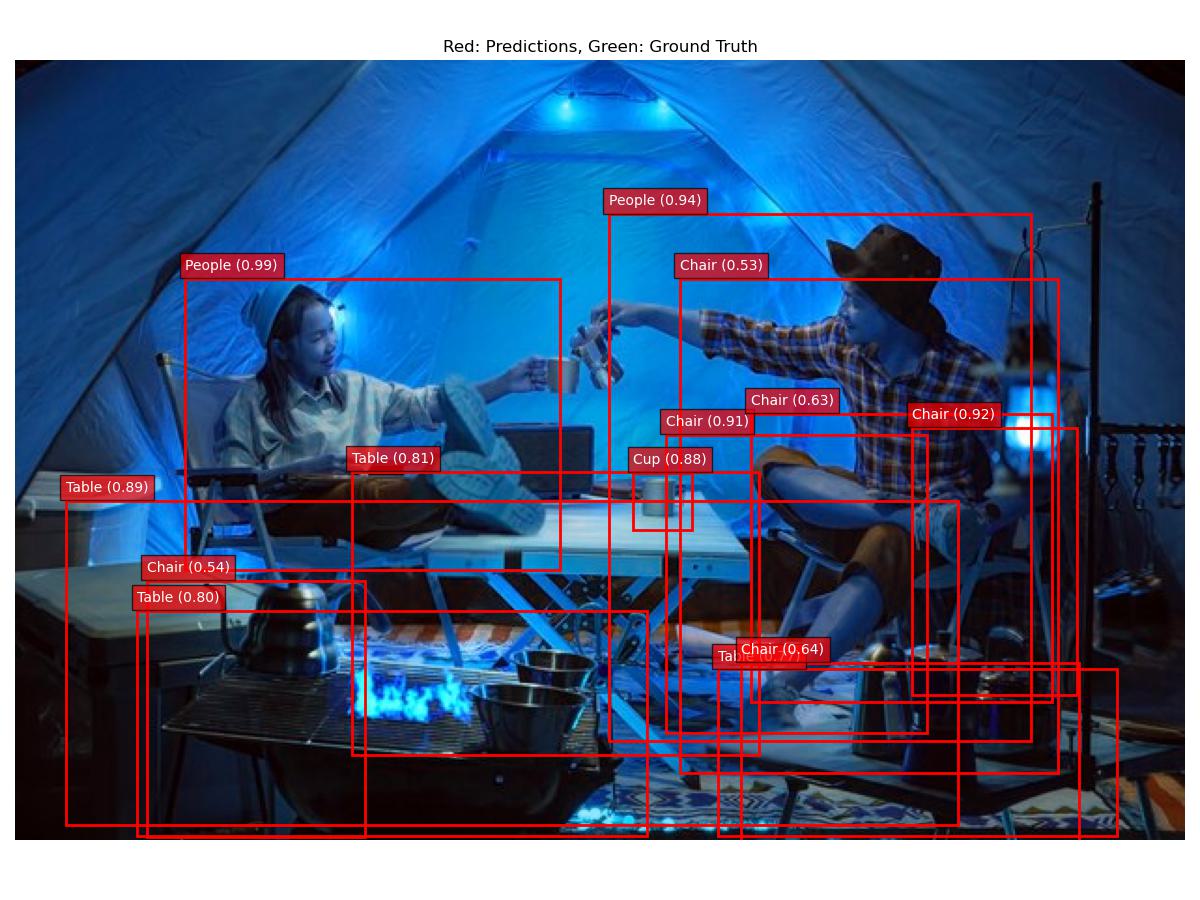 Red: Predictions, Green: Ground Truth
People (0.94)
People (0.99)
Chair (0.53)
Chair (0.63)
Chair (0.92)
Chair (0.91)
Table (0.81)
Cup (0.88)
Table (0.89)
Chair (0.54)
Table (0.80)
Chair (0.64)
Table (0.77)